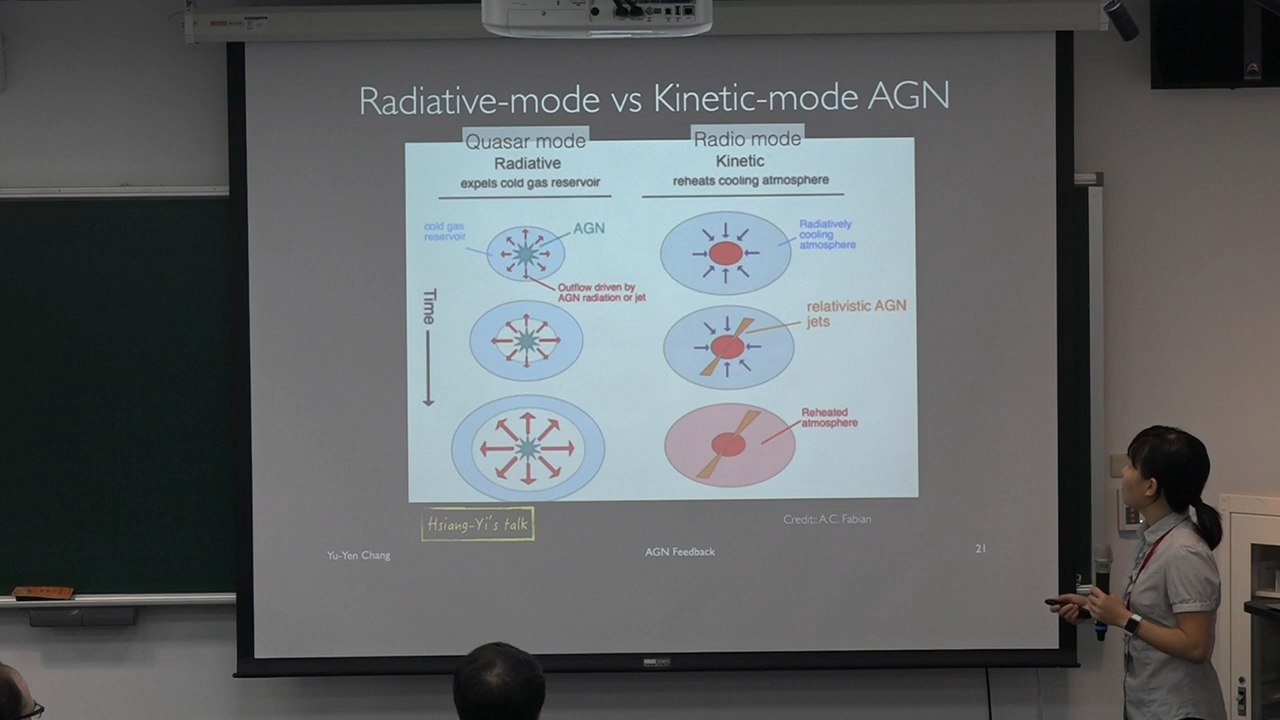 Radiative-mode vs Kinetic-mode AGN
Quasar mode
Radiative
expels cold gas reservoir
Radio mode
Kinetic
reheats cooling atmosphere
cold gas
reservoir
AGN
Outflow driven by
AGN radiation or jet
Time
Radiatively
cooling
atmosphere
relativistic AGN
jets
Reheated
atmosphere
Hsiang-Yi's talk
Credit: A.C. Fabian
Yu-Yen Chang
AGN Feedback
21